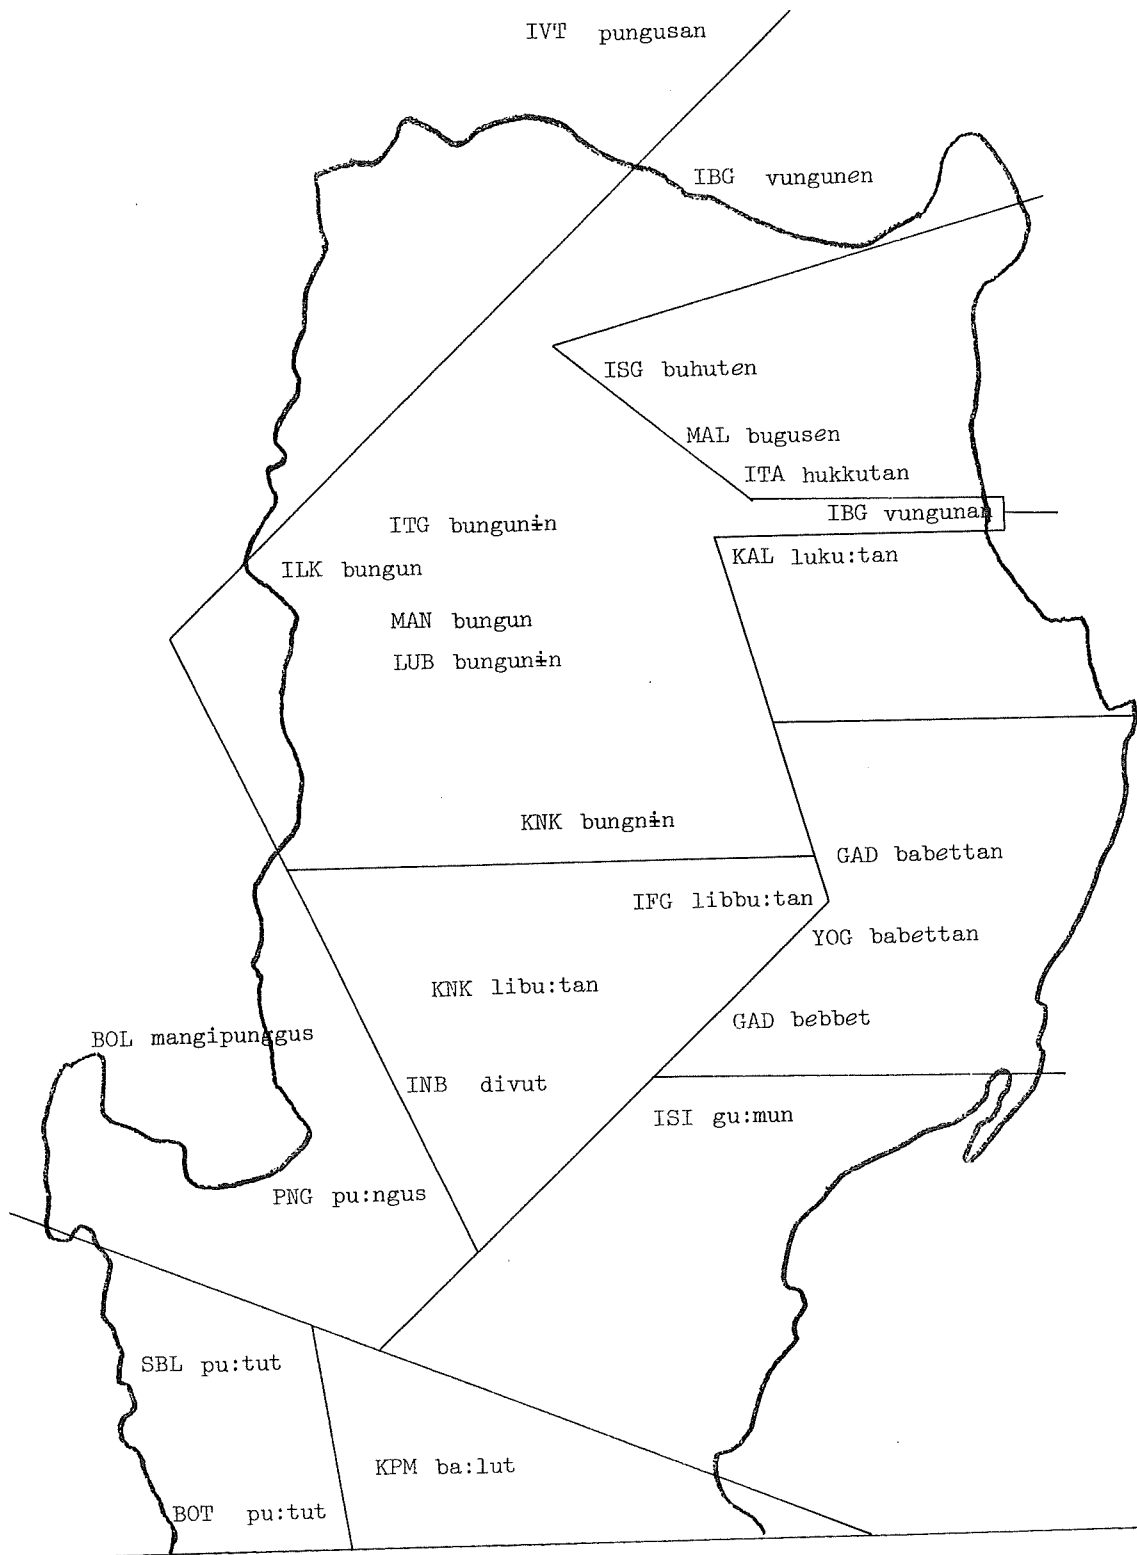 IVT pungusan
IBG vungunen
ISG buhuten
MAL bugusen
ITA hukkutan
IBG vungunan
ITG bungunɨn
KAL luku:tan
ILK bungun
MAN bungun
LUB bungunɨn
KNK bungnɨn
GAD babettan
IFG libbu:tan
YOG babettan
KNK libu:tan
GAD bebbet
BOL mangipunggus
INB divut
ISI gu:mun
PNG pu:ngus
SBL pu:tut
KPM ba:lut
BOT pu:tut